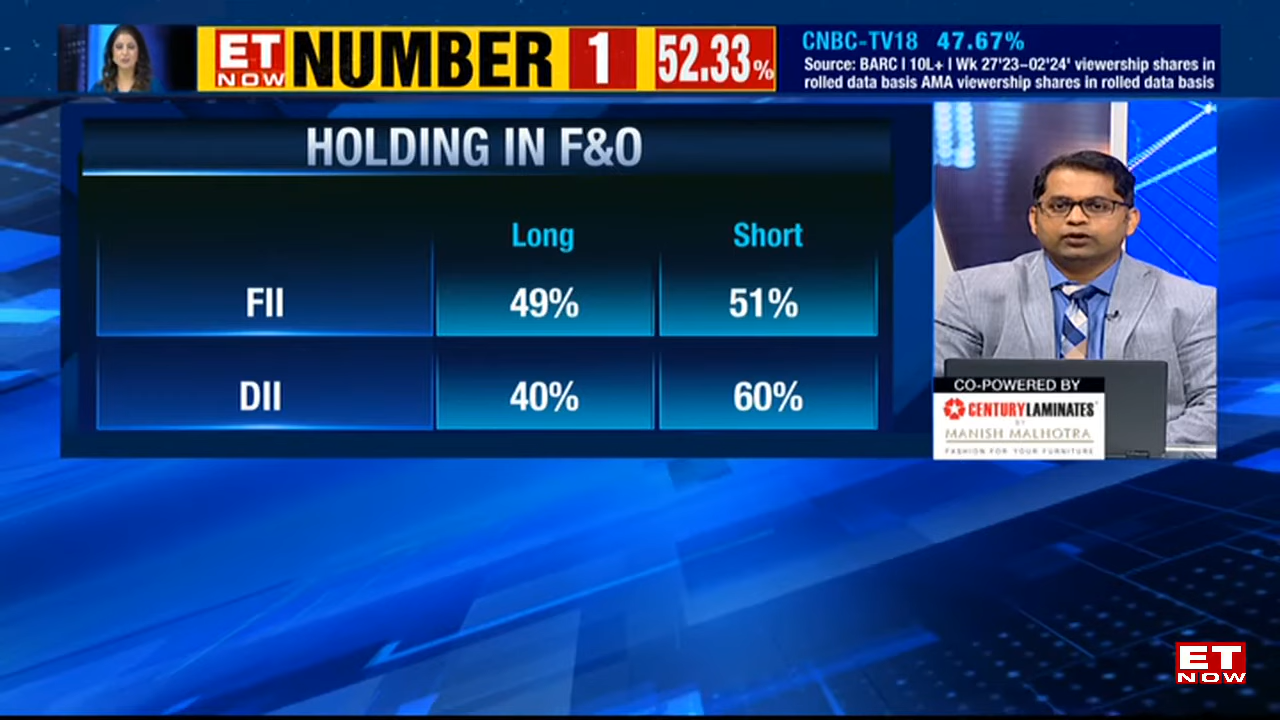 ET NOW NUMBER 1 52.33%
CNBC-TV18 47.67%
Source: BARC | 10L+ | Wk 27'23-02'24' viewership shares in
rolled data basis AMA viewership shares in rolled data basis
HOLDING IN F&O
Long Short
FII 49% 51%
DII 40% 60%
CO-POWERED BY
CENTURYLAMINATES
BY
MANISH MALHOTRA
FASHION FOR YOUR FURNITURE
ET
NOW